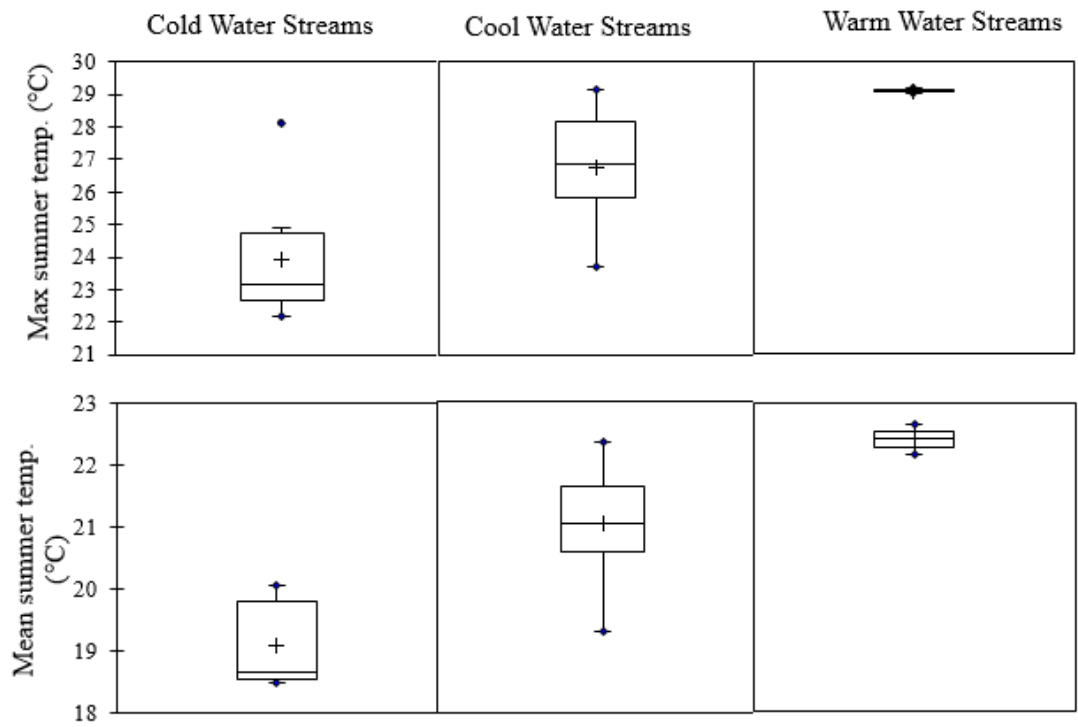 Cold Water Streams
Cool Water Streams
Warm Water Streams
Max summer temp. (°C)
30
29
28
27
26
25
24
23
22
21
Mean summer temp.
(°C)
23
22
21
20
19
18